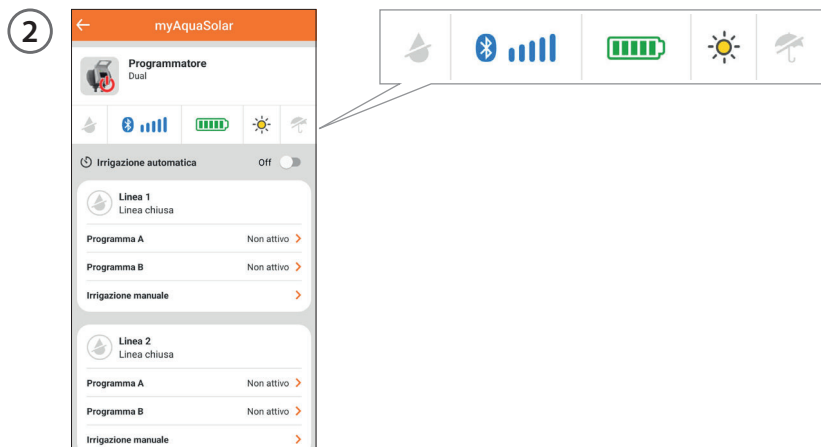 2
myAquaSolar
Programmatore
Dual
Irrigazione automatica Off
Linea 1
Linea chiusa
Programma A Non attivo
Programma B Non attivo
Irrigazione manuale
Linea 2
Linea chiusa
Programma A Non attivo
Programma B Non attivo
Irrigazione manuale